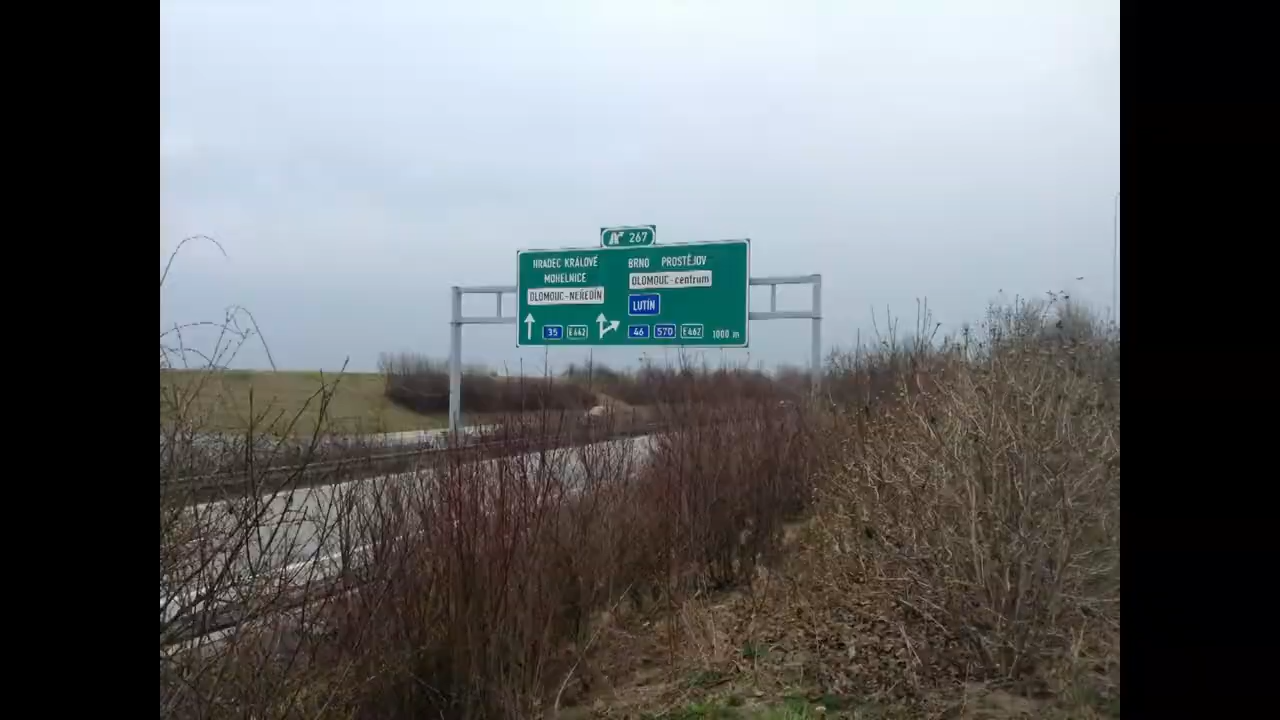 267
HRADEC KRÁLOVÉ
MOHELNICE
OLOMOUC-NEŘEDÍN
35 E442
BRNO PROSTĚJOV
OLOMOUC-centrum
LUTÍN
46 570 E462
1000 m